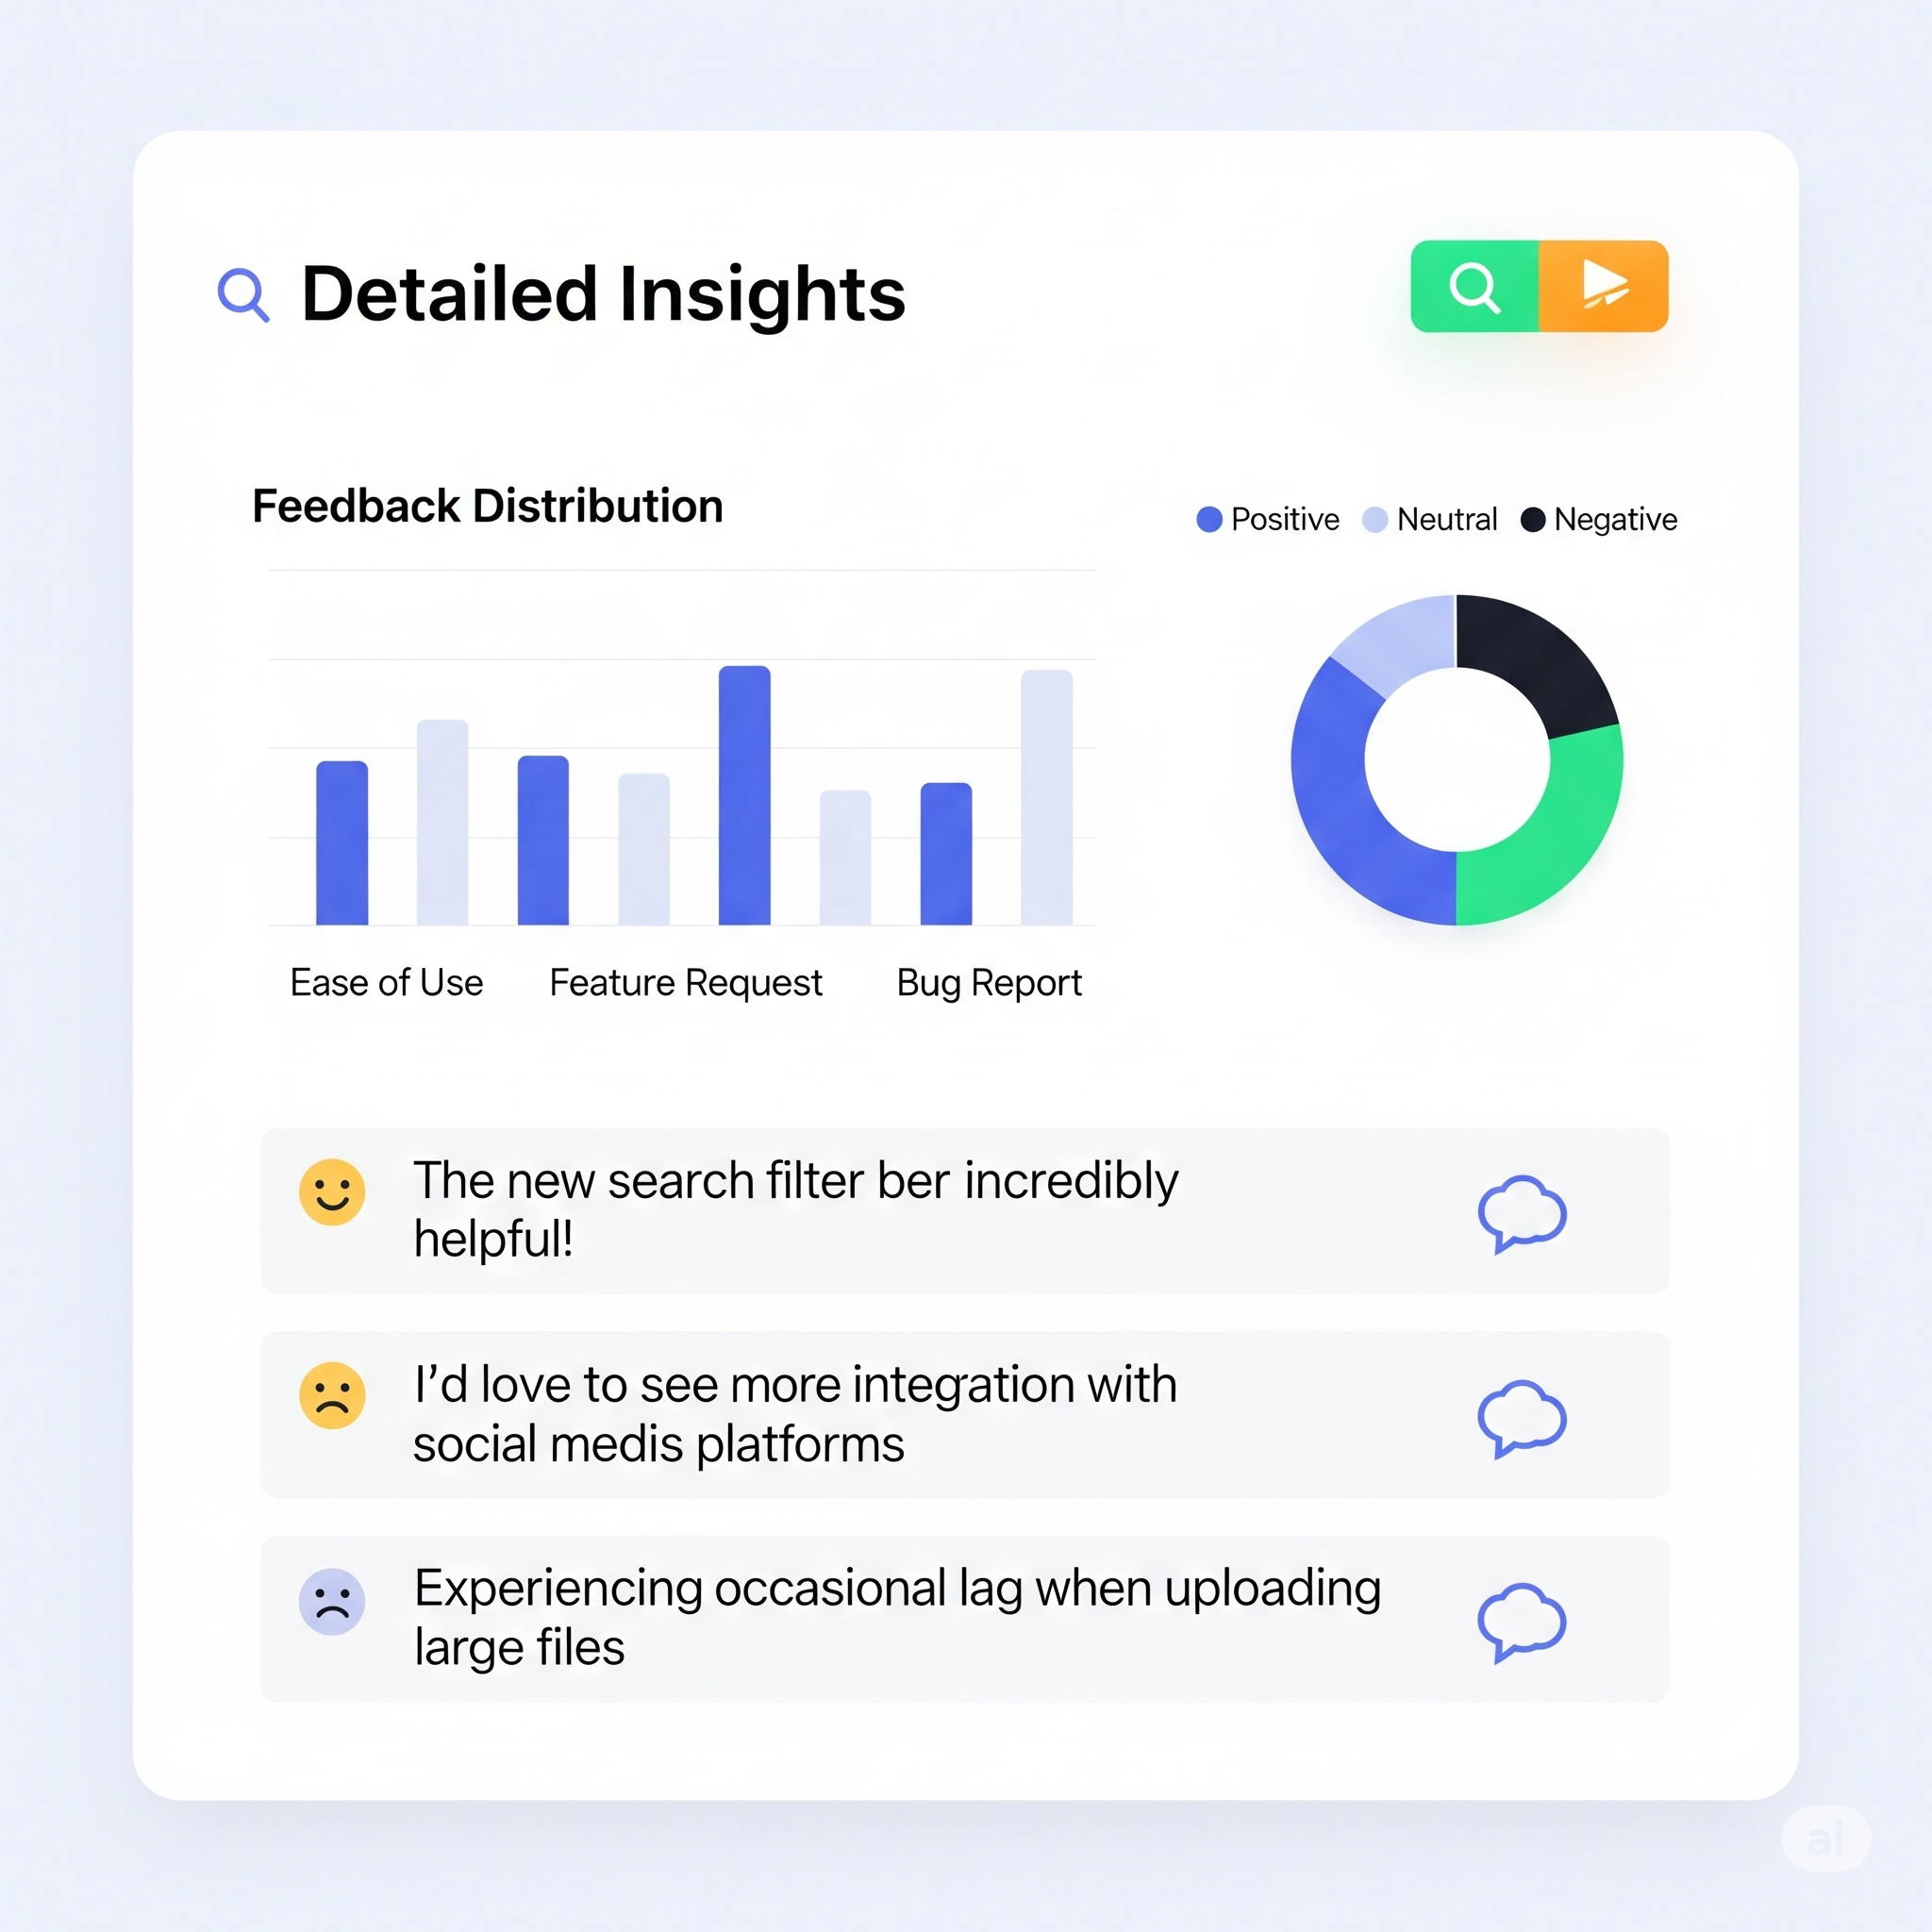 Detailed Insights
Feedback Distribution
Positive Neutral Negative
Ease of Use Feature Request Bug Report
The new search filter ber incredibly
helpful!
I’d love to see more integration with
social medis platforms
Experiencing occasional lag when uploading
large files
ai